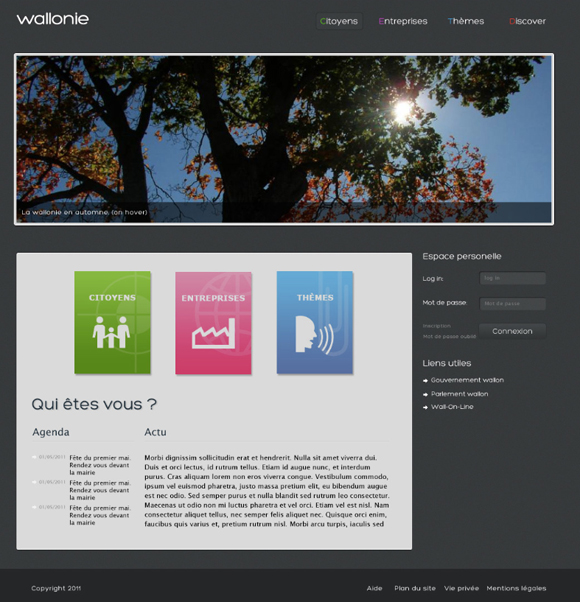 wallonie
Citoyens Entreprises Thèmes Discover
La wallonie en automne, (on hover)
CITOYENS
ENTREPRISES
THÈMES
Qui êtes vous ?
Agenda
01/05/2011 Fête du premier mai.
Rendez vous devant
la mairie
01/05/2011 Fête du premier mai.
Rendez vous devant
la mairie
01/05/2011 Fête du premier mai.
Rendez vous devant
la mairie
Actu
Morbi dignissim sollicitudin erat et hendrerit. Nulla sit amet viverra dui.
Duis et orci lectus, id rutrum tellus. Etiam id augue nunc, et interdum
purus. Cras aliquam lorem non eros viverra congue. Vestibulum commodo,
ipsum vel euismod pharetra, justo massa pretium elit, eu bibendum augue
est nec odio. Sed semper purus et nulla blandit sed rutrum leo consectetur.
Maecenas ut odio non mi luctus pharetra et vel orci. Etiam vel est nisl. Nam
consectetur aliquet tellus, nec semper felis aliquet nec. Quisque orci enim,
faucibus quis varius et, pretium rutrum nisl. Morbi arcu turpis, iaculis sed
Espace personelle
Log in: Log in
Mot de passe: Mot de passe
Inscription
Mot de passe oublié
Connexion
Liens utiles
Gouvernement wallon
Parlement wallon
Wall-On-Line
Copyright 2011
Aide Plan du site Vie privée Mentions légales